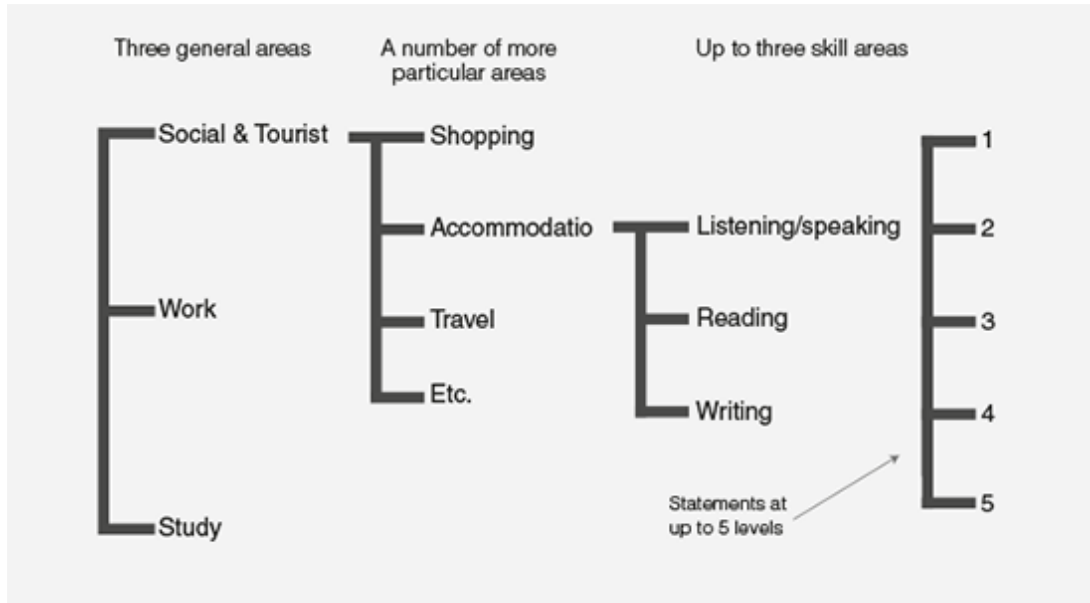 Three general areas
A number of more
particular areas
Up to three skill areas
Social & Tourist
Work
Study
Shopping
Accommodatio
Travel
Etc.
Listening/speaking
Reading
Writing
Statements at
up to 5 levels
1
2
3
4
5